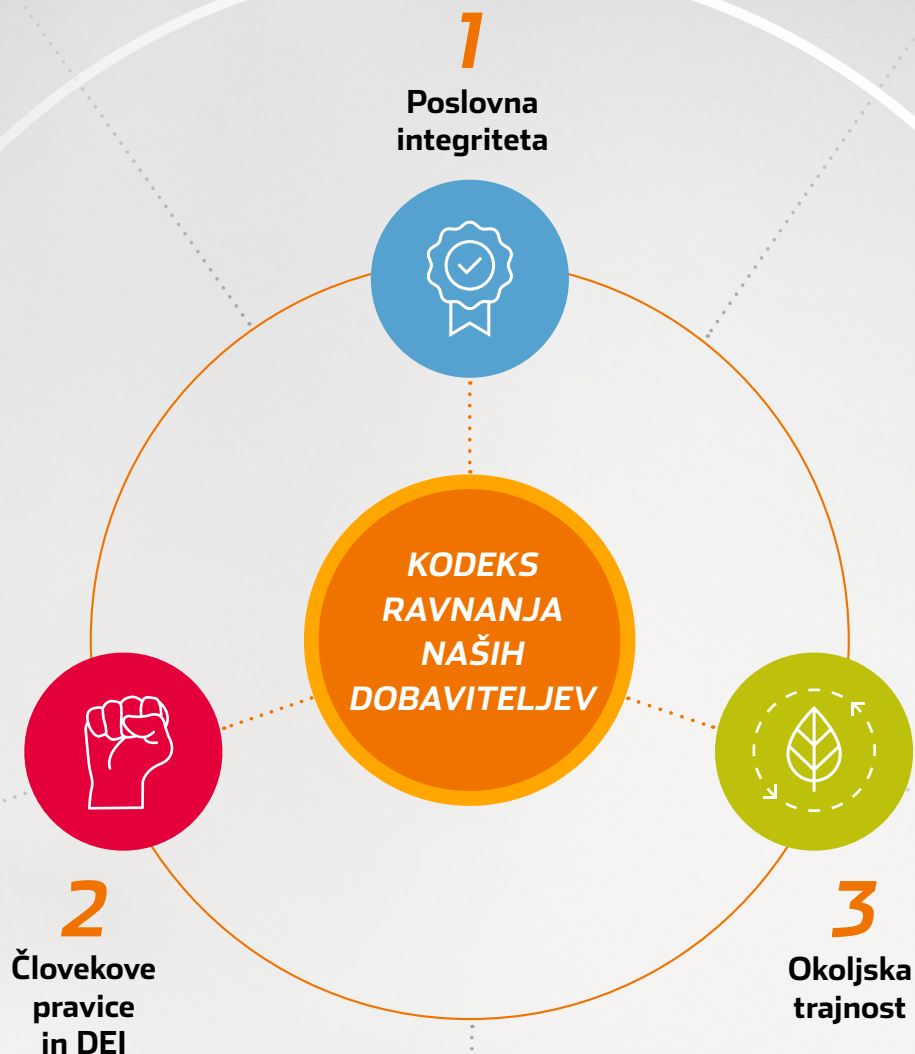 1
Poslovna
integriteta
KODEKS
RAVNANJA
NAŠIH
DOBAVITELJEV
2
Človekove
pravice
in DEI
3
Okoljska
trajnost